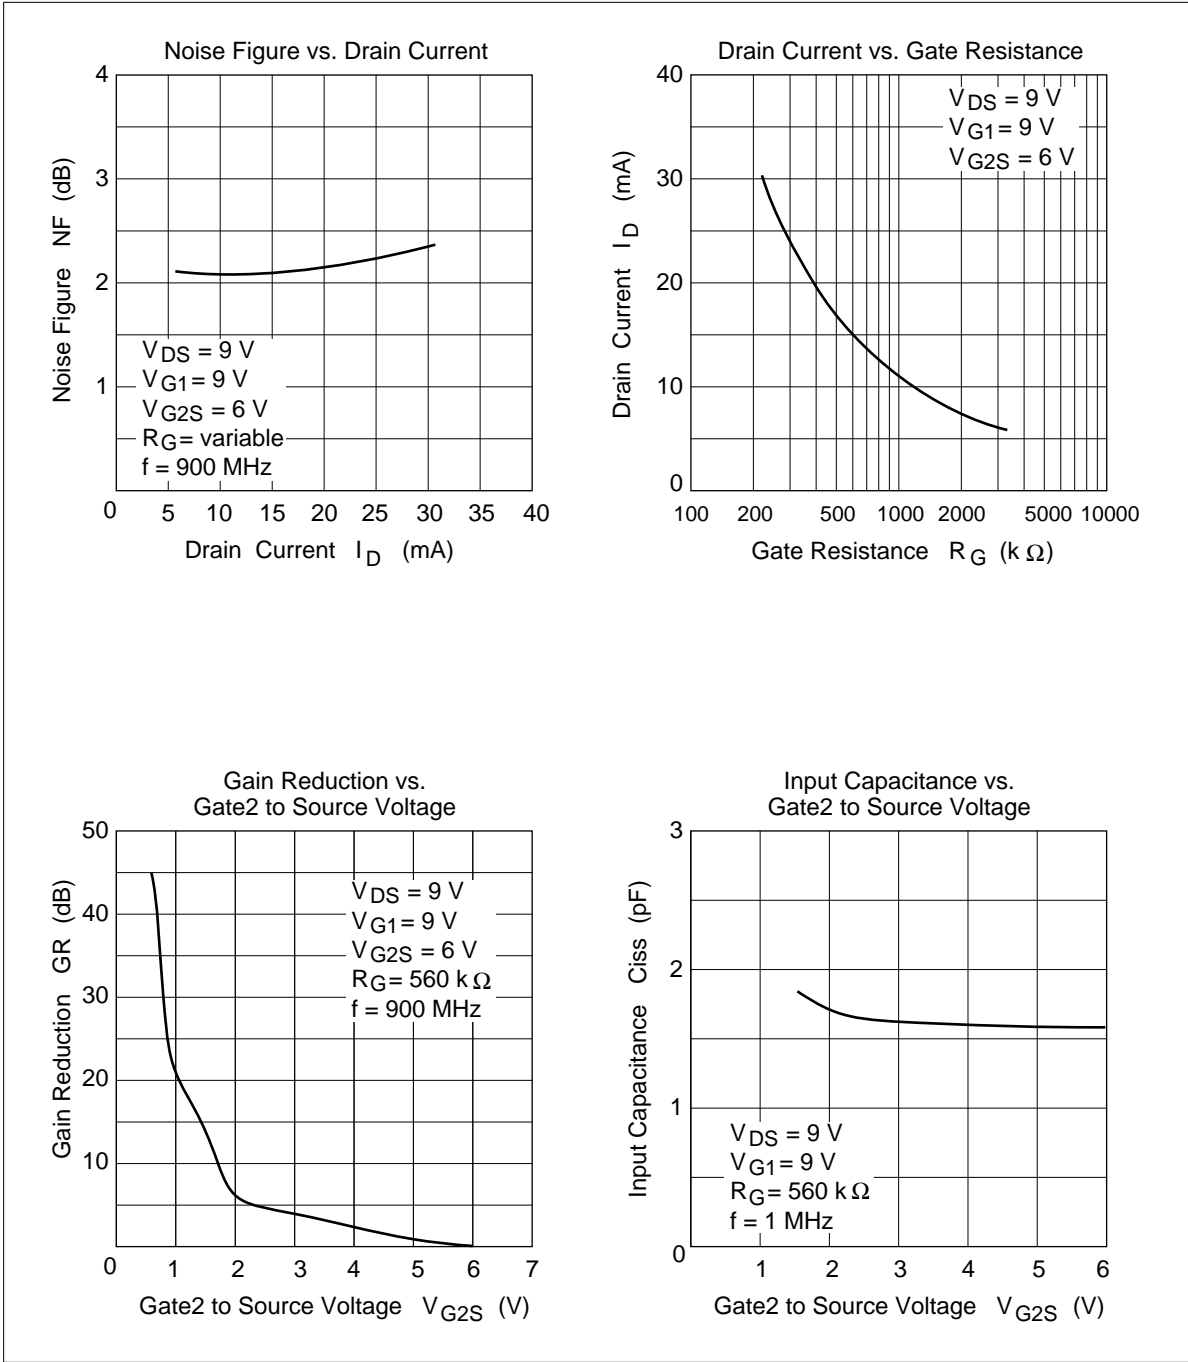 Noise Figure vs. Drain Current
4
3
2
1
0
5
10
15
20
25
30
35
40
Noise Figure NF (dB)
Drain Current I D (mA)
V DS = 9 V
V G1 = 9 V
V G2S = 6 V
R G = variable
f = 900 MHz
Drain Current vs. Gate Resistance
40
30
20
10
0
100
200
500
1000
2000
5000
10000
Drain Current I D (mA)
Gate Resistance R G (k Ω)
V DS = 9 V
V G1 = 9 V
V G2S = 6 V
Gain Reduction vs.
Gate2 to Source Voltage
50
40
30
20
10
0
1
2
3
4
5
6
7
Gain Reduction GR (dB)
Gate2 to Source Voltage V G2S (V)
V DS = 9 V
V G1 = 9 V
V G2S = 6 V
R G = 560 k Ω
f = 900 MHz
Input Capacitance vs.
Gate2 to Source Voltage
3
2
1
0
1
2
3
4
5
6
Input Capacitance Ciss (pF)
Gate2 to Source Voltage V G2S (V)
V DS = 9 V
V G1 = 9 V
R G = 560 k Ω
f = 1 MHz